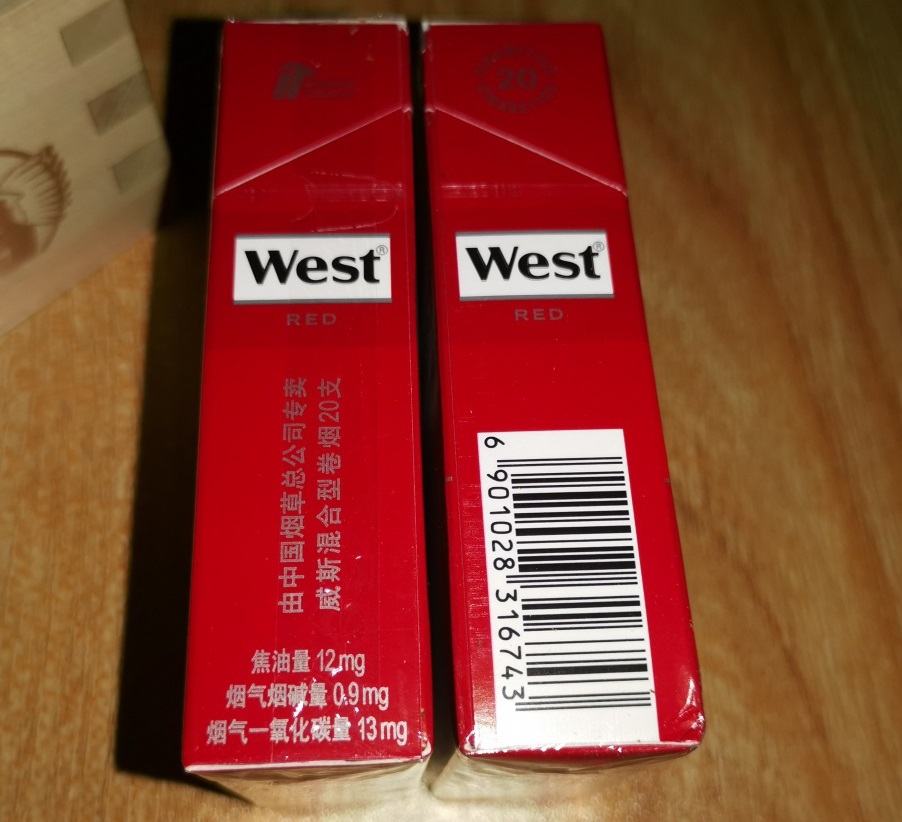 West®
RED
由中国烟草总公司专卖
威斯混合型卷烟20支
焦油量 12mg
烟气烟碱量 0.9mg
烟气一氧化碳量 13mg
20
West®
RED
6 901028 316743